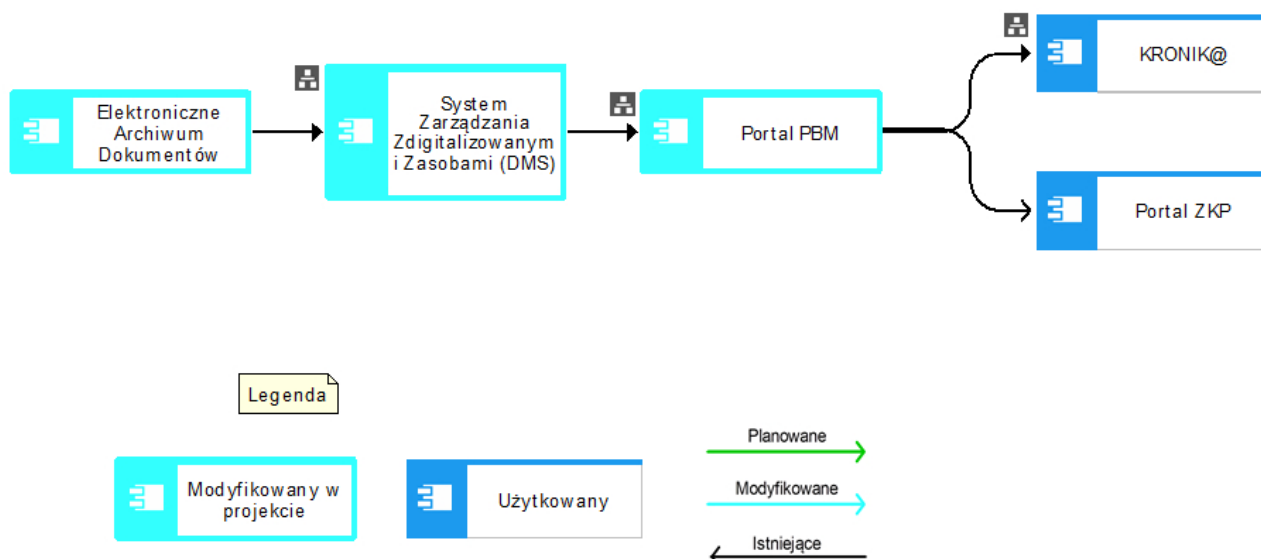 Elektroniczne
Archiwum
Dokumentów
System
Zarządzania
Zdigitalizowanym
i Zasobami (DMS)
Portal PBM
KRONIK@
Portal ZKP
Legenda
Modyfikowany w
projekcie
Użytkowany
Planowane
Modyfikowane
Istniejące